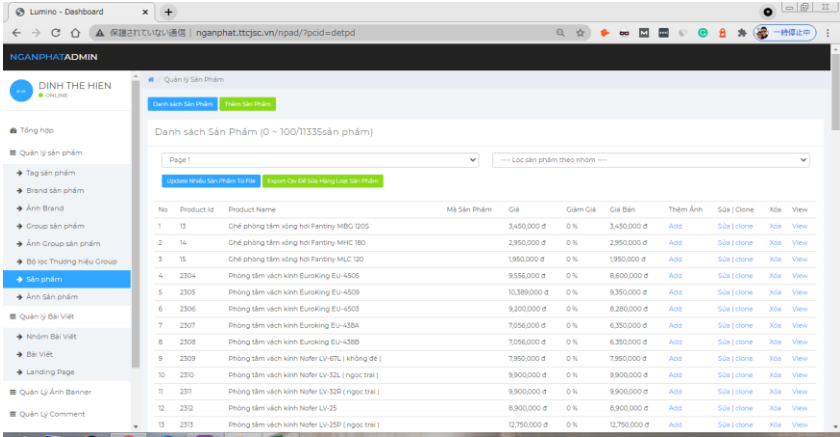 Lumino - Dashboard
保護されていない通信 | nganphat.ttcjsc.vn/npad/?pcid=detpd
一時停止中
NGANPHATADMIN
DINH THE HIEN
ONLINE
Quản lý Sản Phẩm
Danh sách Sản Phẩm Thêm Sản Phẩm
Tổng hợp
Quản lý sản phẩm
Tag sản phẩm
Brand sản phẩm
Ảnh Brand
Group sản phẩm
Ảnh Group sản phẩm
Bộ lọc Thương hiệu Group
Sản phẩm
Ảnh Sản phẩm
Quản lý Bài Viết
Nhóm Bài Viết
Bài Viết
Landing Page
Quản Lý Ảnh Banner
Quản Lý Comment
Danh sách Sản Phẩm (0 ~ 100/11335sản phẩm)
Page 1 ---- Loc sản phẩm theo nhóm ----
Update Nhiều Sản Phẩm Từ File Export Csv Để Sửa Hàng Loạt Sản Phẩm
No Product Id Product Name Mã Sản Phẩm Giá Giảm Giá Giá Bán Thêm Ảnh Sửa | Clone Xóa View
1 13 Ghế phòng tắm xông hơi Fantiny MBG 120S 3,450,000 đ 0 % 3,450,000 đ Add Sửa | clone Xóa View
2 14 Ghế phòng tắm xông hơi Fantiny MHC 180 2,950,000 đ 0 % 2,950,000 đ Add Sửa | clone Xóa View
3 15 Ghế phòng tắm xông hơi Fantiny MLC 120 1,950,000 đ 0 % 1,950,000 đ Add Sửa | clone Xóa View
4 2304 Phòng tắm vách kính EuroKing EU-4505 9,556,000 đ 0 % 8,600,000 đ Add Sửa | clone Xóa View
5 2305 Phòng tắm vách kính EuroKing EU-4509 10,389,000 đ 0 % 9,350,000 đ Add Sửa | clone Xóa View
6 2306 Phòng tắm vách kính EuroKing EU-4503 9,200,000 đ 0 % 8,280,000 đ Add Sửa | clone Xóa View
7 2307 Phòng tắm vách kính Euroking EU-438A 7,056,000 đ 0 % 6,350,000 đ Add Sửa | clone Xóa View
8 2308 Phòng tắm vách kính Euroking EU-438B 7,056,000 đ 0 % 6,350,000 đ Add Sửa | clone Xóa View
9 2309 Phòng tắm vách kính Nofer LV-67L ( không đế ) 7,950,000 đ 0 % 7,950,000 đ Add Sửa | clone Xóa View
10 2310 Phòng tắm vách kính Nofer LV-32L ( ngọc trai ) 9,900,000 đ 0 % 9,900,000 đ Add Sửa | clone Xóa View
11 2311 Phòng tắm vách kính Nofer LV-32R ( ngọc trai ) 9,900,000 đ 0 % 9,900,000 đ Add Sửa | clone Xóa View
12 2312 Phòng tắm vách kính Nofer LV-25 8,900,000 đ 0 % 8,900,000 đ Add Sửa | clone Xóa View
13 2313 Phòng tắm vách kính Nofer LV-25P ( ngọc trai ) 12,750,000 đ 0 % 12,750,000 đ Add Sửa | clone Xóa View